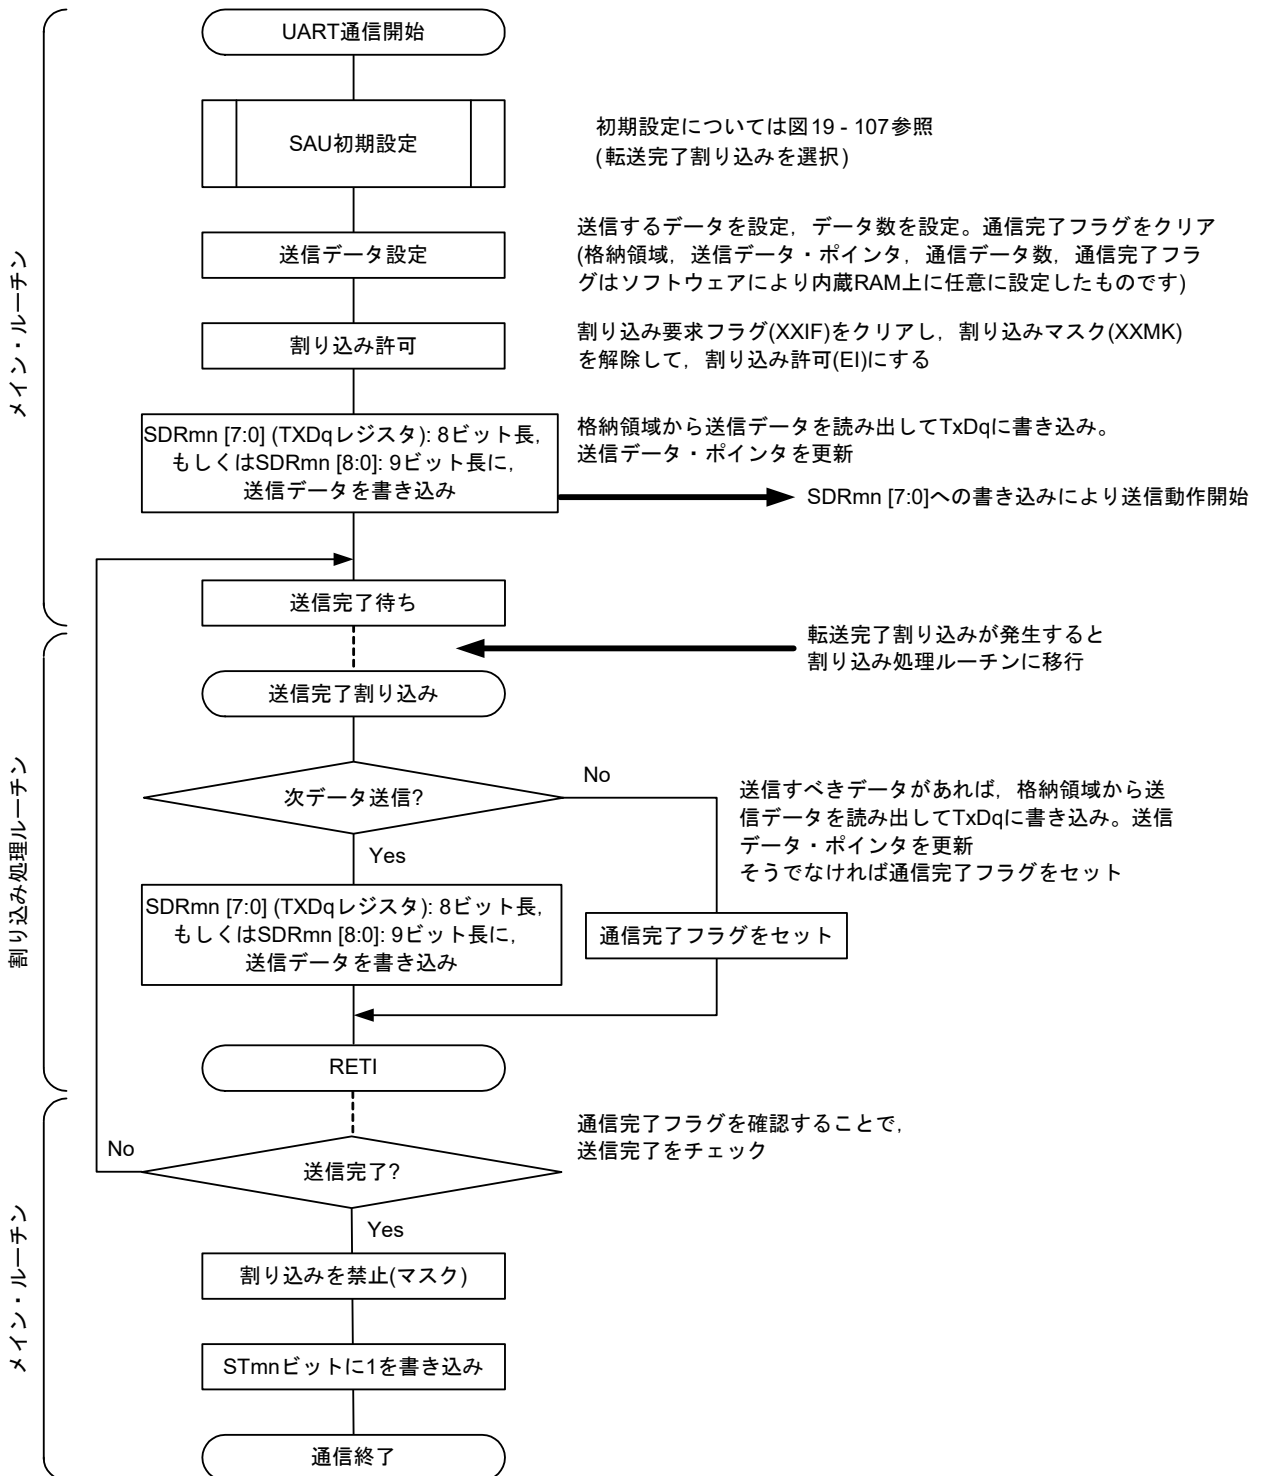 UART通信開始
SAU初期設定
初期設定については図19 - 107参照
(転送完了割り込みを選択)
メイン・ルーチン
送信データ設定
送信するデータを設定，データ数を設定。通信完了フラグをクリア
(格納領域，送信データ・ポインタ，通信データ数，通信完了フラ
グはソフトウェアにより内蔵RAM上に任意に設定したものです)
割り込み許可
割り込み要求フラグ(XXIF)をクリアし，割り込みマスク(XXMK)
を解除して，割り込み許可(EI)にする
SDRmn [7:0] (TXDqレジスタ): 8ビット長,
もしくはSDRmn [8:0]: 9ビット長に,
送信データを書き込み
格納領域から送信データを読み出してTxDqに書き込み。
送信データ・ポインタを更新
SDRmn [7:0]への書き込みにより送信動作開始
送信完了待ち
転送完了割り込みが発生すると
割り込み処理ルーチンに移行
割り込み処理ルーチン
送信完了割り込み
次データ送信?
No
Yes
送信すべきデータがあれば，格納領域から送
信データを読み出してTxDqに書き込み。送信
データ・ポインタを更新
そうでなければ通信完了フラグをセット
SDRmn [7:0] (TXDqレジスタ): 8ビット長,
もしくはSDRmn [8:0]: 9ビット長に,
送信データを書き込み
通信完了フラグをセット
RETI
メイン・ルーチン
送信完了?
No
Yes
通信完了フラグを確認することで,
送信完了をチェック
割り込みを禁止(マスク)
STmnビットに1を書き込み
通信終了